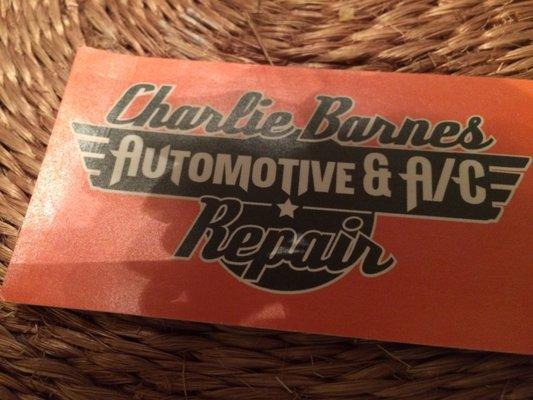 Charlie Barnes
AUTOMOTIVE & A/C
Repair